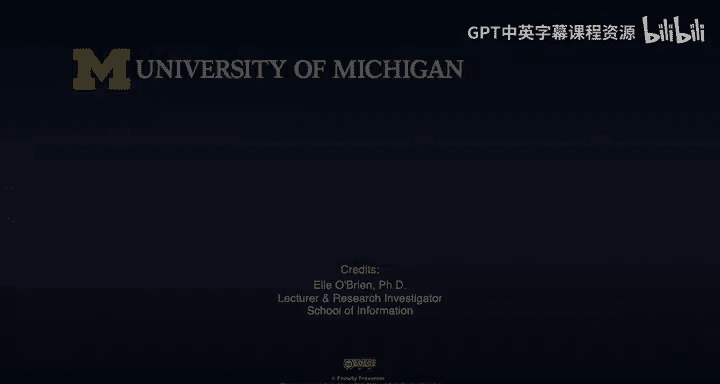 GPT中英字幕课程资源 bilibili
M UNIVERSITY OF MICHIGAN
Credits:
Elle O'Brien, Ph.D.
Lecturer & Research Investigator
School of Information